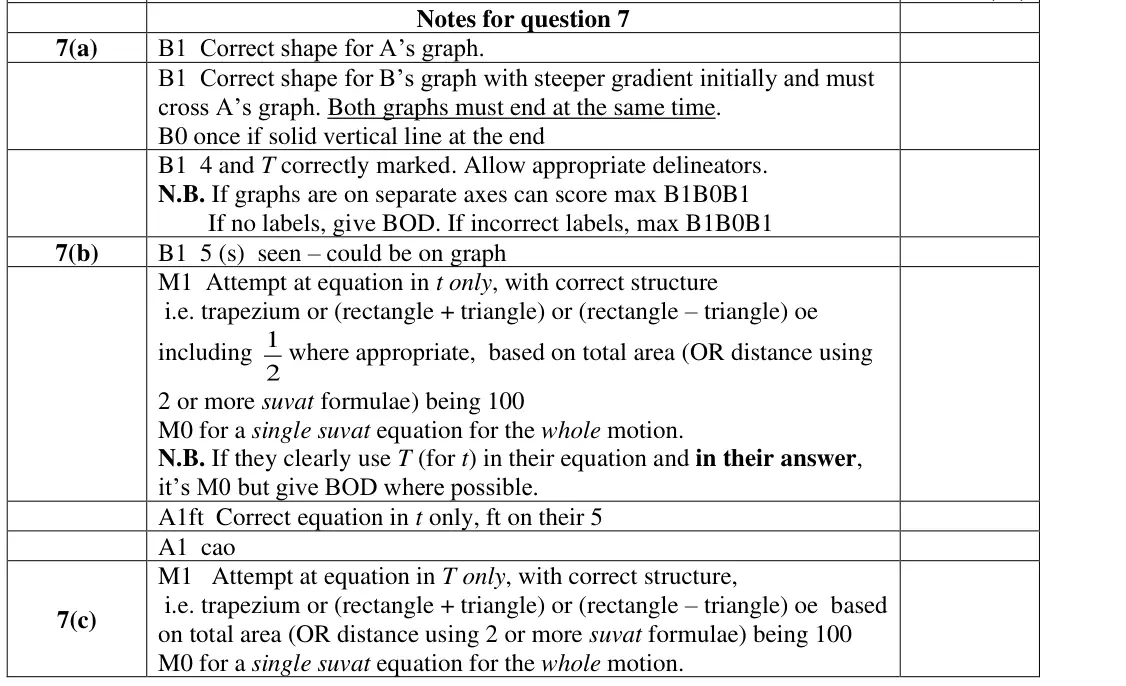 Notes for question 7
7(a) B1 Correct shape for A’s graph.
B1 Correct shape for B’s graph with steeper gradient initially and must
cross A’s graph. Both graphs must end at the same time.
B0 once if solid vertical line at the end
B1 4 and T correctly marked. Allow appropriate delineators.
N.B. If graphs are on separate axes can score max B1B0B1
If no labels, give BOD. If incorrect labels, max B1B0B1
7(b) B1 5 (s) seen – could be on graph
M1 Attempt at equation in t only, with correct structure
i.e. trapezium or (rectangle + triangle) or (rectangle – triangle) oe
including 1/2 where appropriate, based on total area (OR distance using
2 or more suvat formulae) being 100
M0 for a single suvat equation for the whole motion.
N.B. If they clearly use T (for t) in their equation and in their answer,
it’s M0 but give BOD where possible.
A1ft Correct equation in t only, ft on their 5
A1 cao
7(c) M1 Attempt at equation in T only, with correct structure,
i.e. trapezium or (rectangle + triangle) or (rectangle – triangle) oe based
on total area (OR distance using 2 or more suvat formulae) being 100
M0 for a single suvat equation for the whole motion.